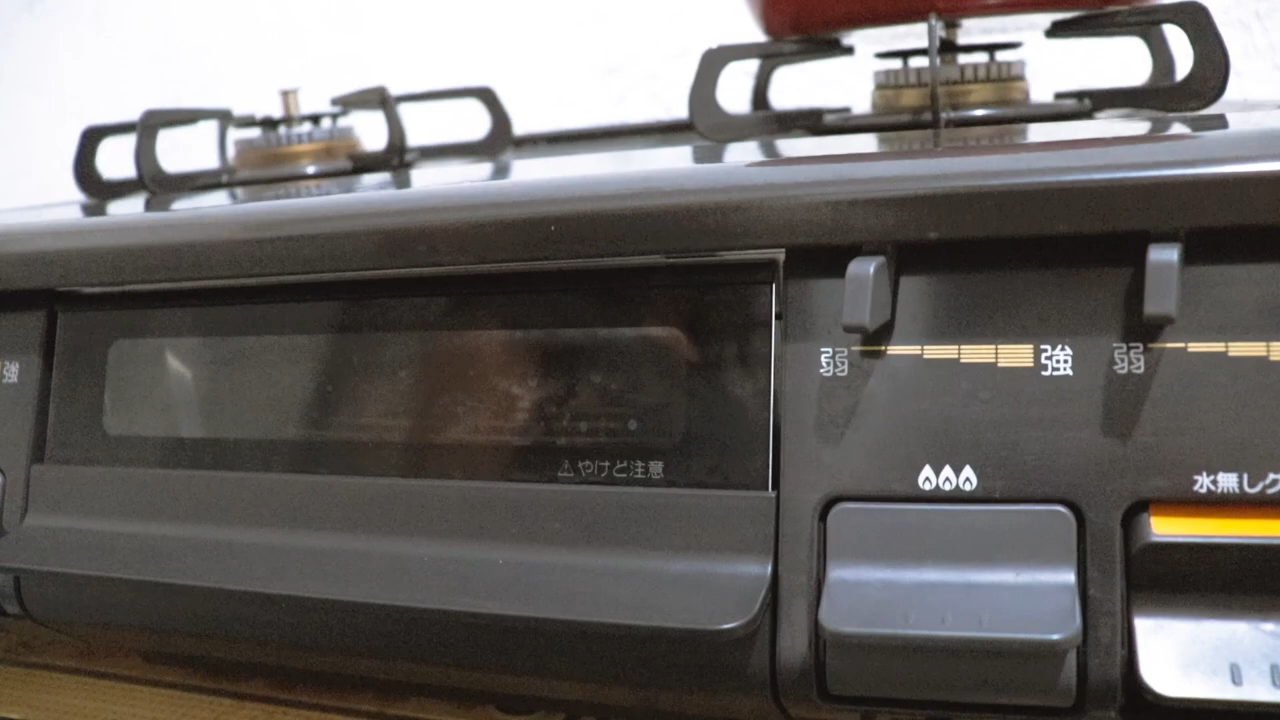 強
弱 強
弱
⚠やけど注意
水無しグ